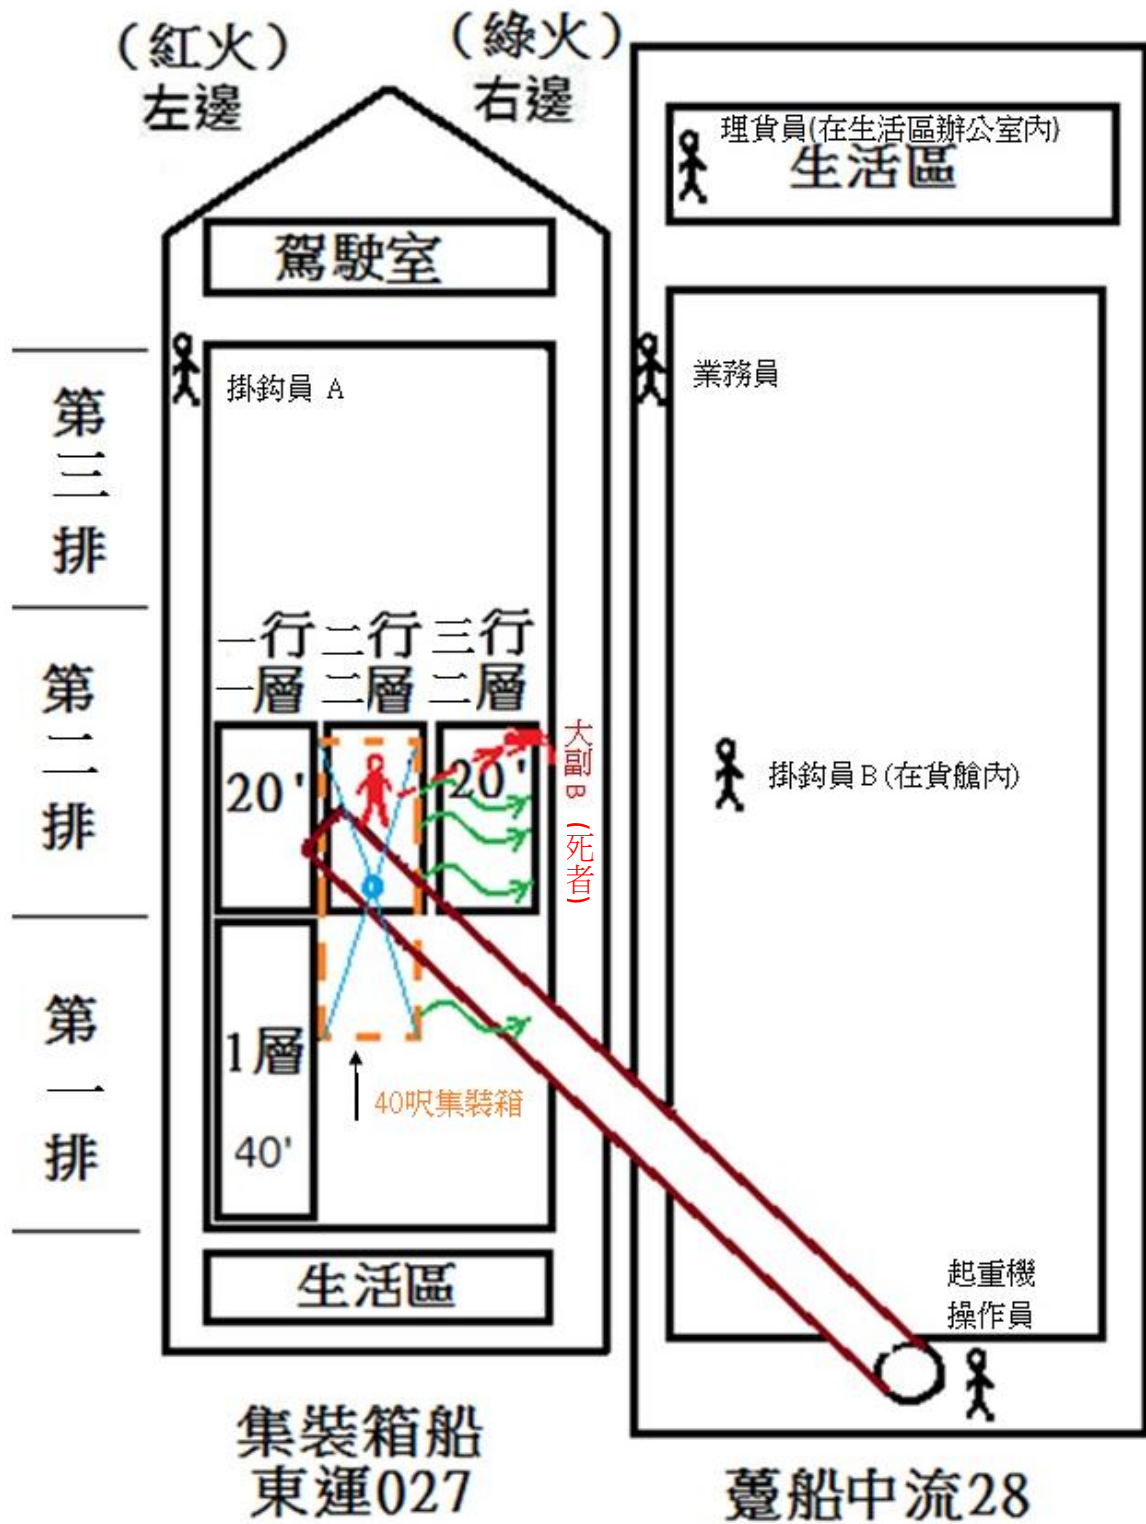 （紅火）
左邊
（綠火）
右邊
理貨員(在生活區辦公室內)
生活區
駕駛室
掛鈎員 A
業務員
第三排
一行
一層
二行
二層
三行
二層
第二排
20'
20'
大副B (死者)
掛鈎員B(在貨艙內)
第一排
1層
40'
40呎集裝箱
生活區
起重機
操作員
集裝箱船
東運027
躉船中流28